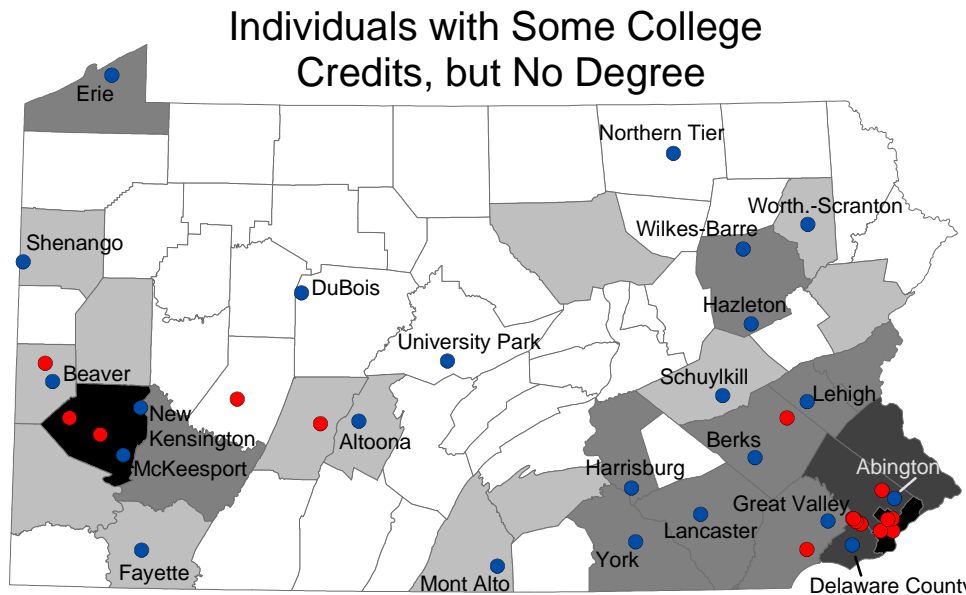 Individuals with Some College
Credits, but No Degree
Erie
Northern Tier
Worth.-Scranton
Wilkes-Barre
Shenango
DuBois
Hazleton
University Park
Beaver
Schuylkill
Lehigh
New
Kensington
Altoona
Berks
McKeesport
Harrisburg
Abington
Great Valley
Lancaster
York
Fayette
Mont Alto
Delaware County